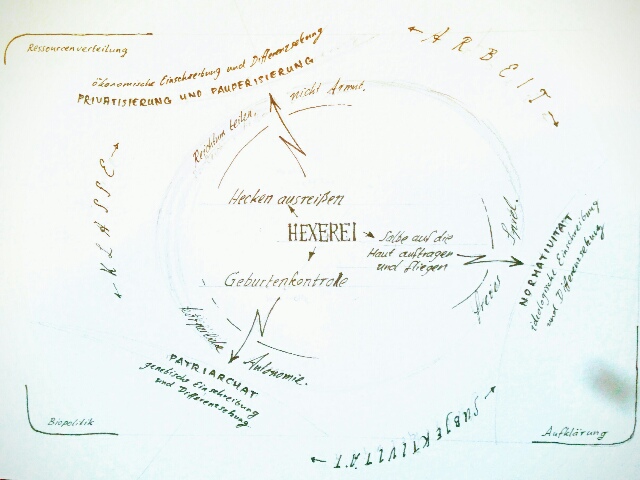 Ressourcenverteilung
ökonomische Einschreibung und Differenzsetzung
PRIVATISIERUNG UND PAUPERISIERUNG
ARBEIT
Reichtum teilen,
nicht Armut.
KLASSE
Hecken ausreißen
HEXEREI
Salbe auf die
Haut auftragen
und fliegen
Geburtenkontrolle
Freies
Spiel.
NORMATIVITÄT
ideologische Einschreibung
und Differenzsetzung
körperliche
Autonomie.
PATRIARCHAT
genetische Einschreibung
und Differenzsetzung
SUBJEKTIVITÄT
Biopolitik
Aufklärung